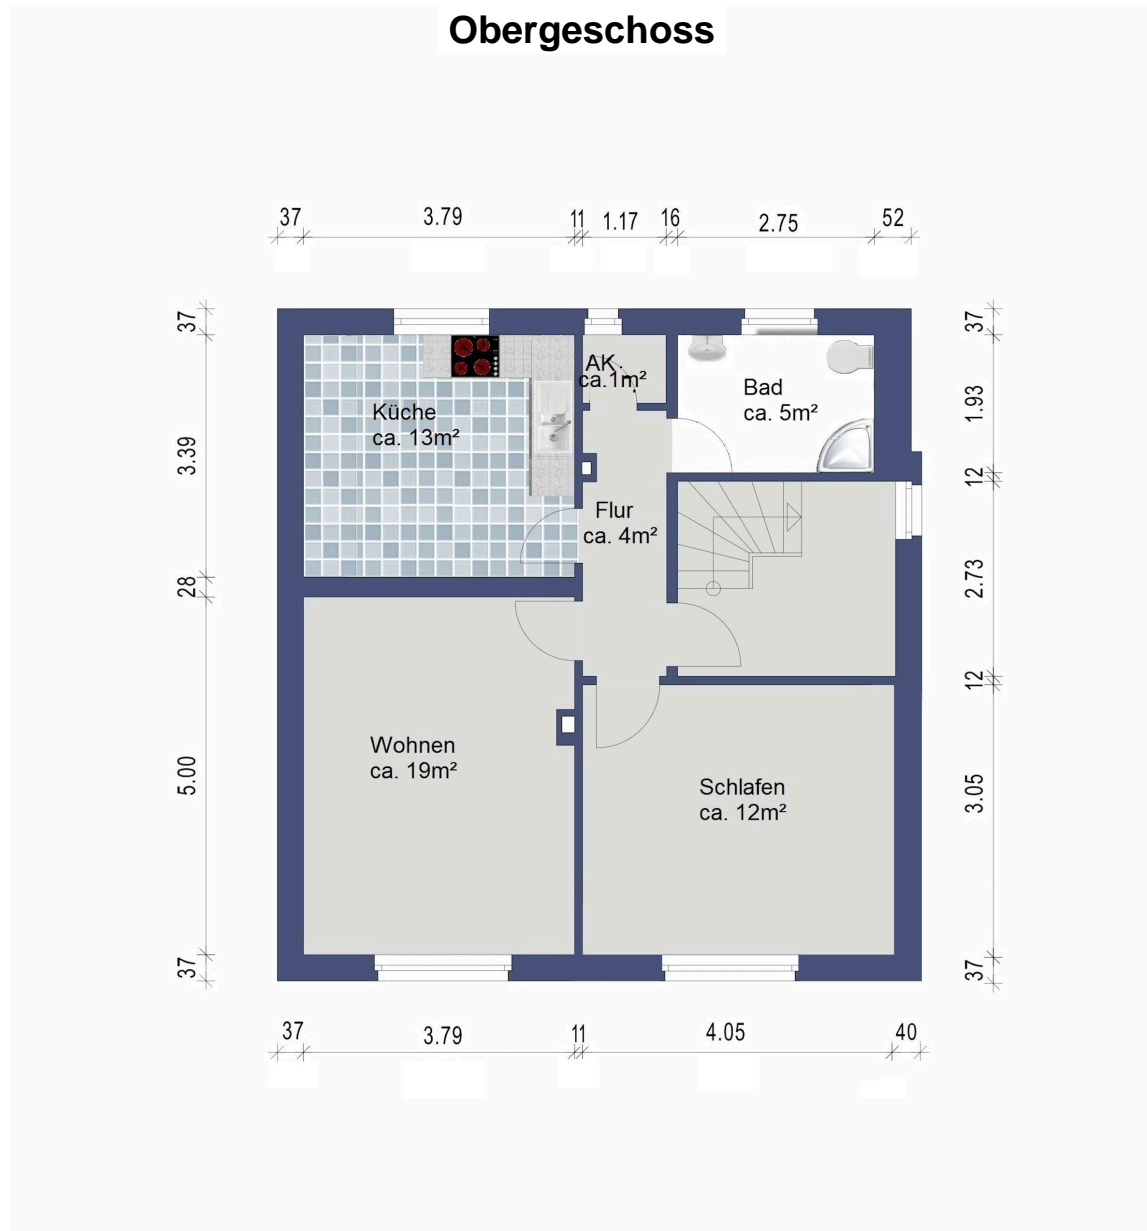 Obergeschoss
37 3.79 11 1.17 16 2.75 52
37
37
AK
ca.1m²
Bad
ca. 5m²
Küche
ca. 13m²
1.93
3.39
12
Flur
ca. 4m²
28
2.73
12
Wohnen
ca. 19m²
5.00
Schlafen
ca. 12m²
3.05
37
37
37 3.79 11 4.05 40